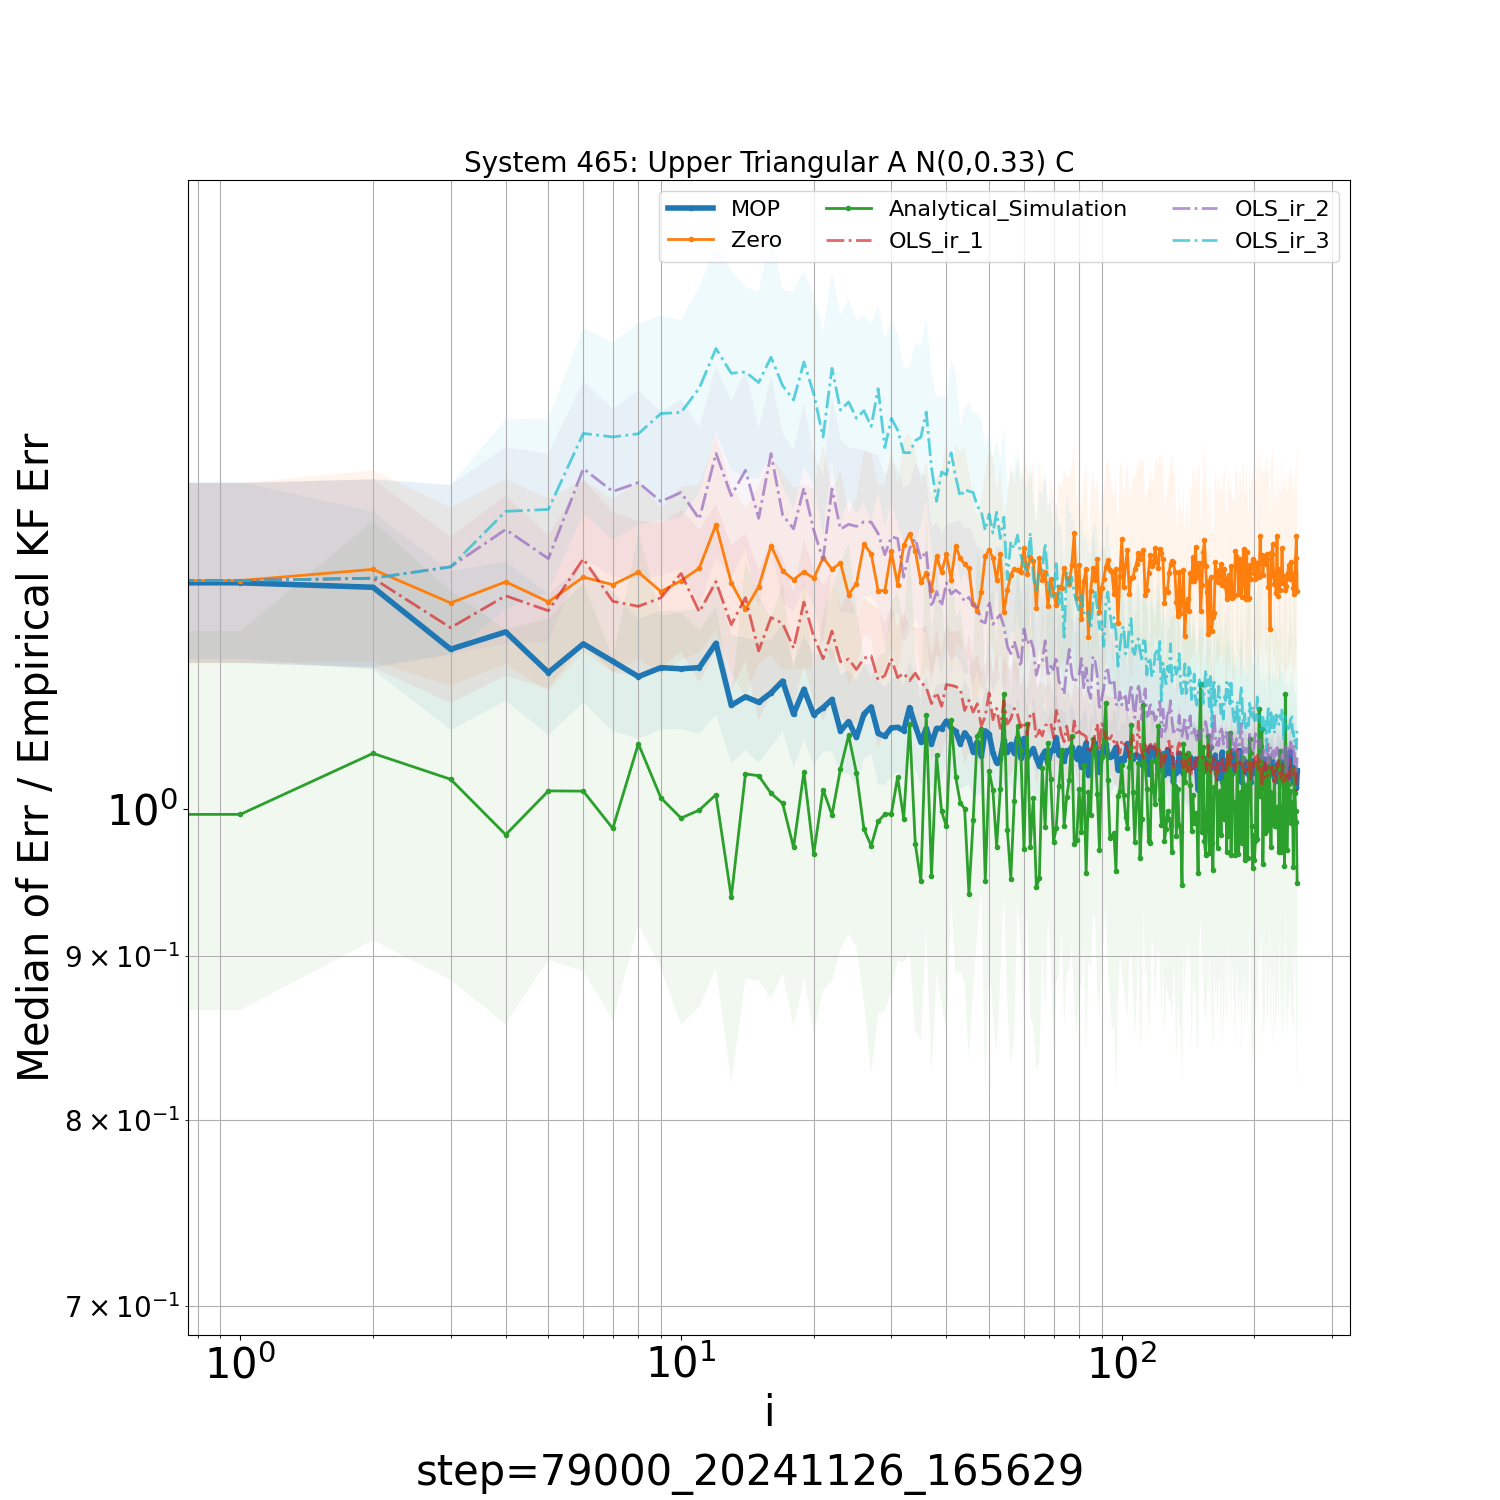 System 465: Upper Triangular A N(0,0.33) C
MOP
Zero
Analytical_Simulation
OLS_ir_1
OLS_ir_2
OLS_ir_3
Median of Err / Empirical KF Err
10⁰
9 × 10⁻¹
8 × 10⁻¹
7 × 10⁻¹
10⁰
10¹
10²
i
step=79000_20241126_165629